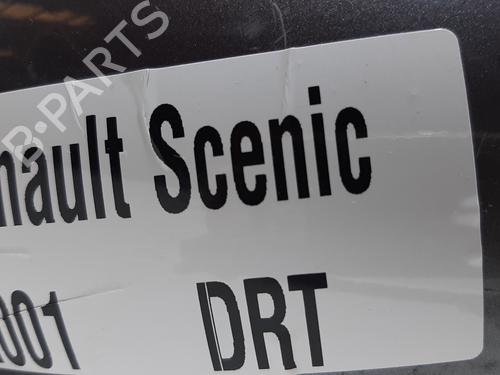 B-PARTS
nault Scenic
001 DRT